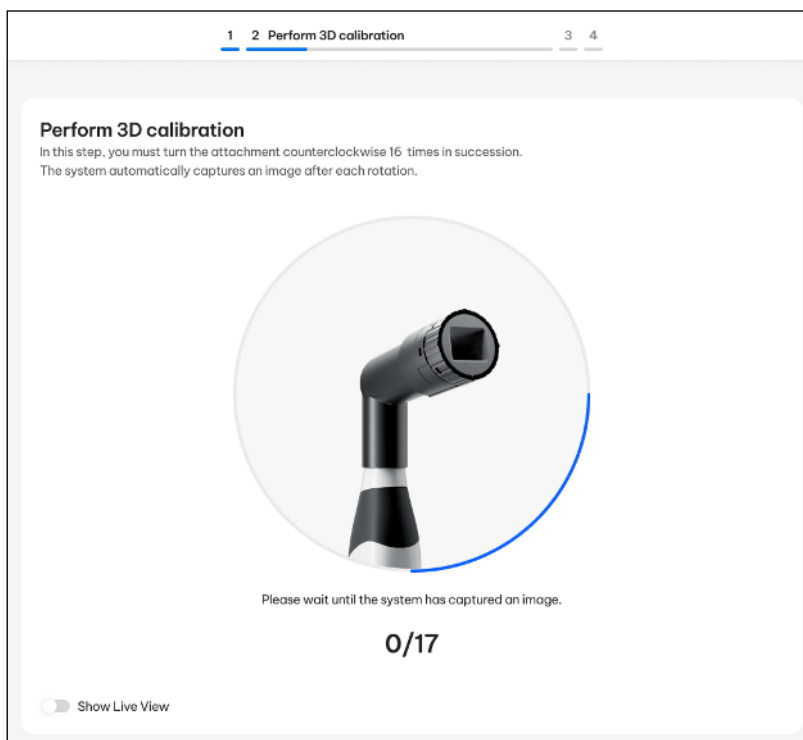 1 2 Perform 3D calibration 3 4
Perform 3D calibration
In this step, you must turn the attachment counterclockwise 16 times in succession.
The system automatically captures an image after each rotation.
Please wait until the system has captured an image.
0/17
Show Live View